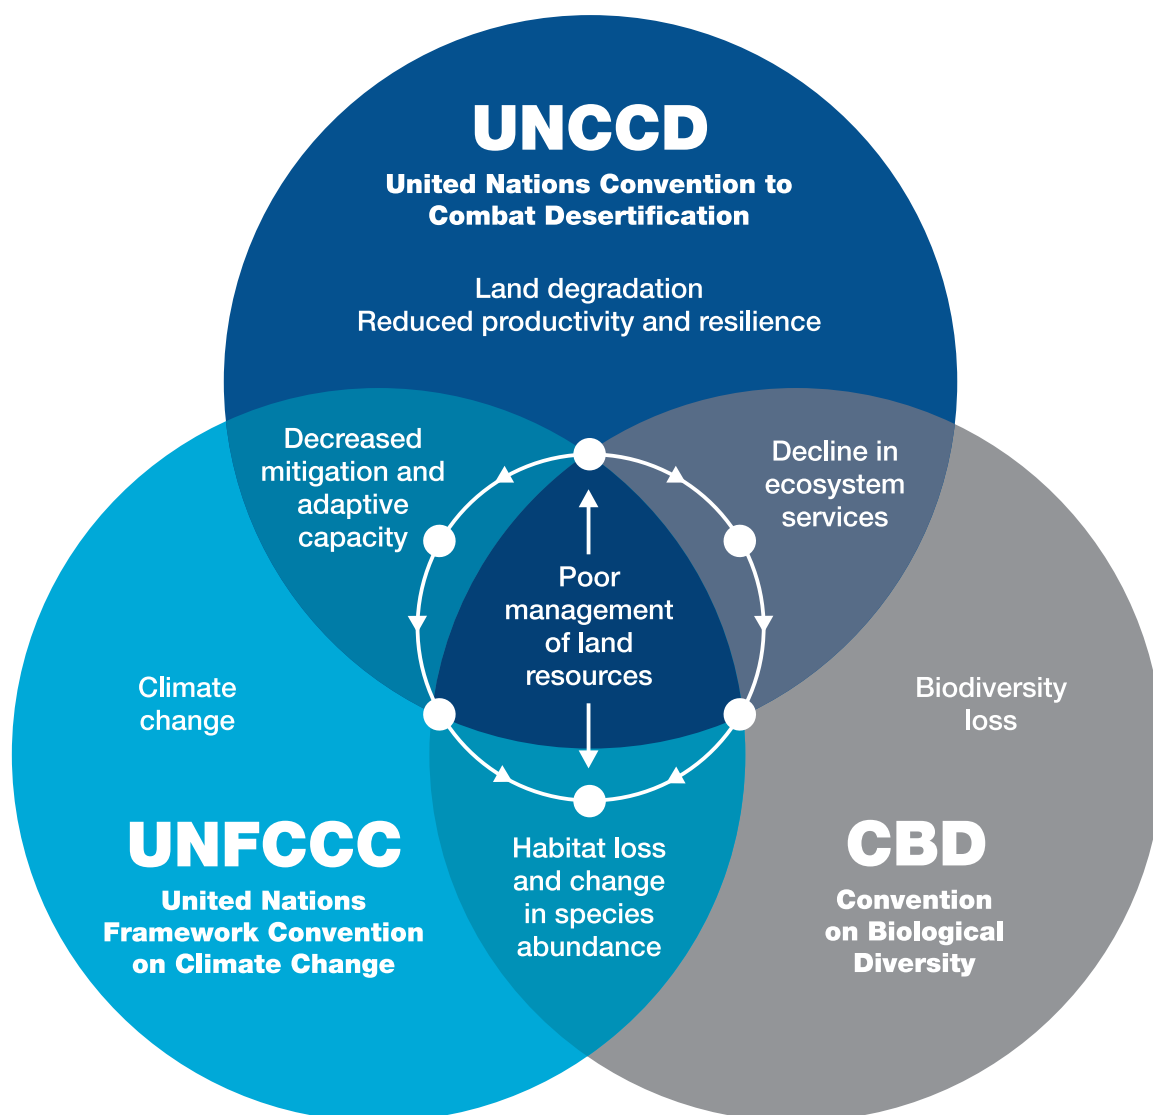 UNCCD
United Nations Convention to
Combat Desertification
Land degradation
Reduced productivity and resilience
Decreased
mitigation and
adaptive
capacity
Decline in
ecosystem
services
Poor
management
of land
resources
Climate
change
Biodiversity
loss
UNFCCC
United Nations
Framework Convention
on Climate Change
Habitat loss
and change
in species
abundance
CBD
Convention
on Biological
Diversity